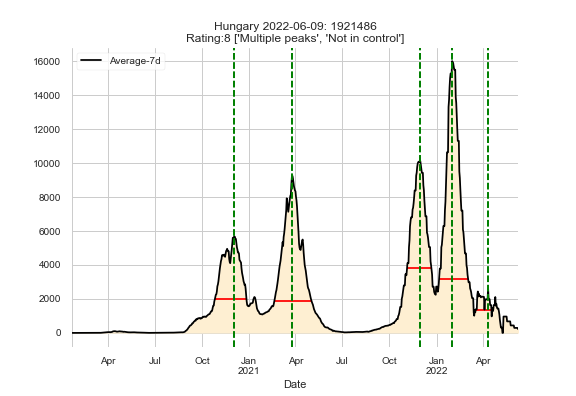 Hungary 2022-06-09: 1921486
Rating:8 ['Multiple peaks', 'Not in control']
Average-7d
16000
14000
12000
10000
8000
6000
4000
2000
0
Apr Jul Oct Jan Apr Jul Oct Jan Apr
2021 2022
Date